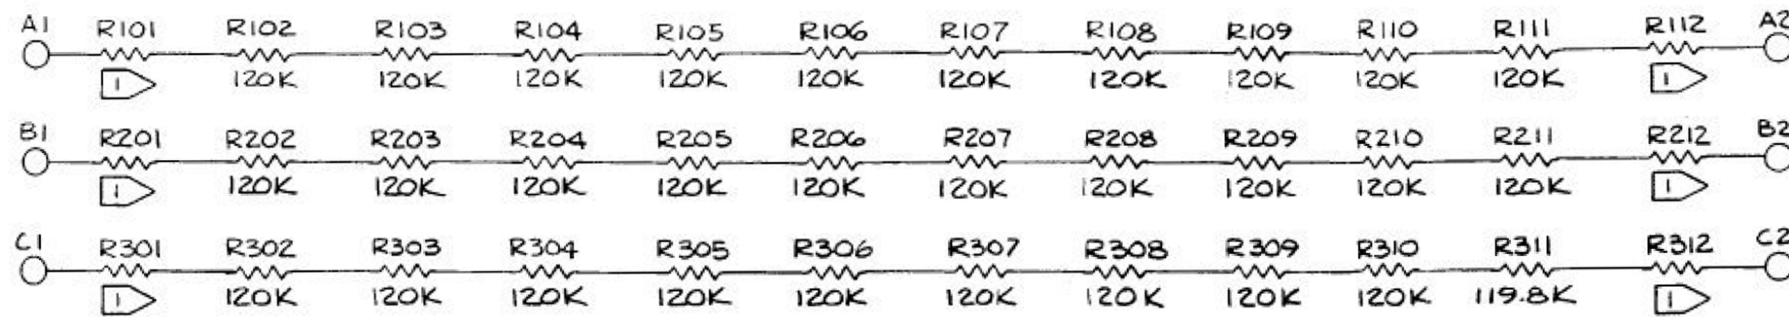 A1 R101 R102 R103 R104 R105 R106 R107 R108 R109 R110 R111 R112 A2
1 120K 120K 120K 120K 120K 120K 120K 120K 120K 120K 1
B1 R201 R202 R203 R204 R205 R206 R207 R208 R209 R210 R211 R212 B2
1 120K 120K 120K 120K 120K 120K 120K 120K 120K 120K 1
C1 R301 R302 R303 R304 R305 R306 R307 R308 R309 R310 R311 R312 C2
1 120K 120K 120K 120K 120K 120K 120K 120K 120K 119.8K 1